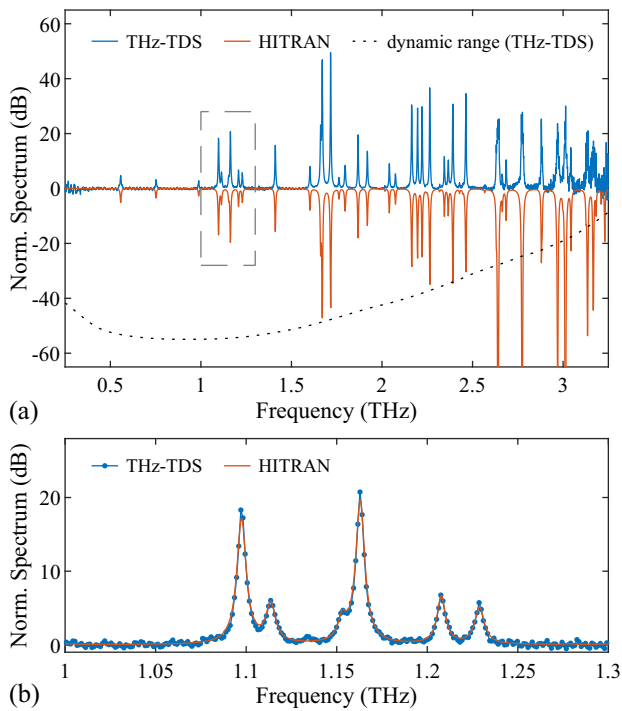 THz-TDS HITRAN dynamic range (THz-TDS)
Norm. Spectrum (dB)
60
40
20
0
-20
-40
-60
0.5 1 1.5 2 2.5 3
Frequency (THz)
(a)
THz-TDS HITRAN
Norm. Spectrum (dB)
20
10
0
1 1.05 1.1 1.15 1.2 1.25 1.3
Frequency (THz)
(b)